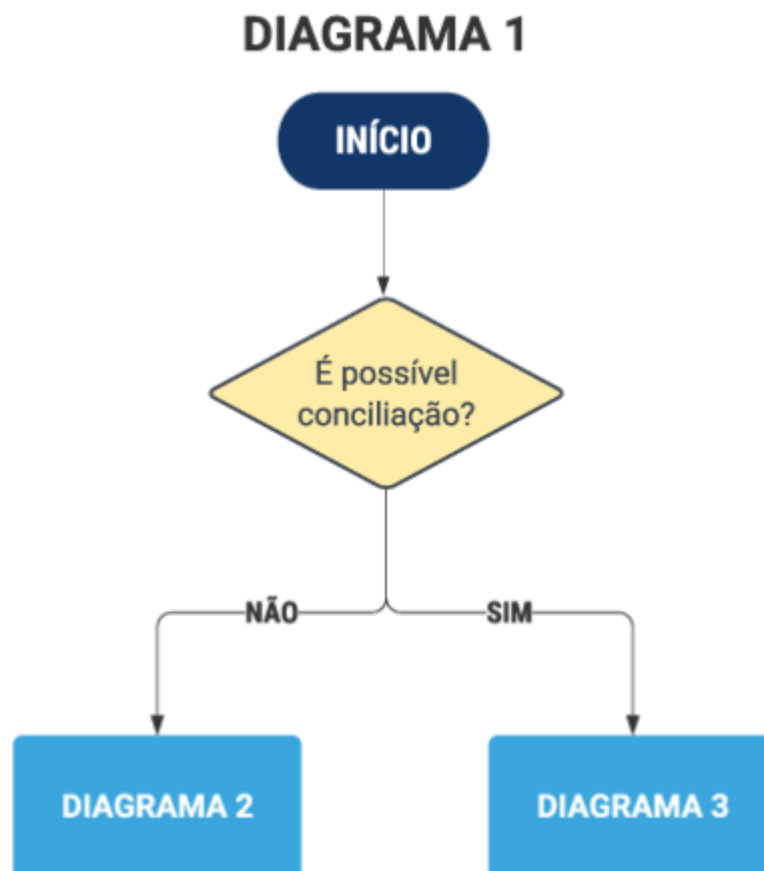 DIAGRAMA 1
INÍCIO
É possível
conciliação?
NÃO
SIM
DIAGRAMA 2
DIAGRAMA 3